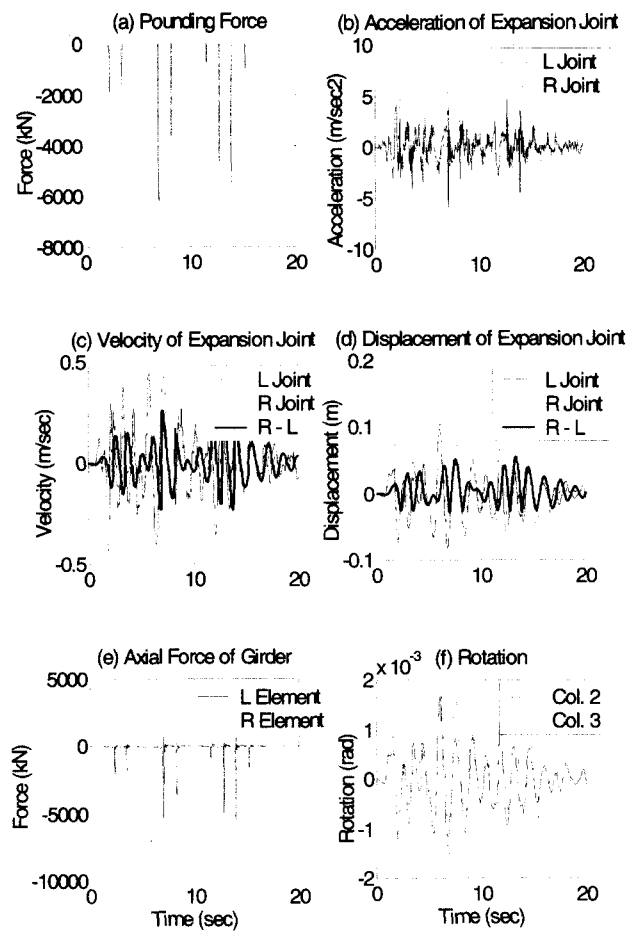 (a) Pounding Force
0
-2000
-4000
-6000
-8000
Force (kN)
0
20
(b) Acceleration of Expansion Joint
10
5
0
-5
-10
Acceleration (m/sec2)
L Joint
R Joint
0
10
20
(c) Velocity of Expansion Joint
0.5
0
-0.5
Velocity (m/sec)
L Joint
R Joint
R - L
0
10
20
(d) Displacement of Expansion Joint
0.2
0.1
0
-0.1
Displacement (m)
L Joint
R Joint
R - L
0
10
20
(e) Axial Force of Girder
5000
0
-5000
-10000
Force (kN)
L Element
R Element
0
10
20
Time (sec)
x 10-3
(f) Rotation
2
1
0
-1
-2
Rotation (rad)
Col. 2
Col. 3
0
10
20
Time (sec)